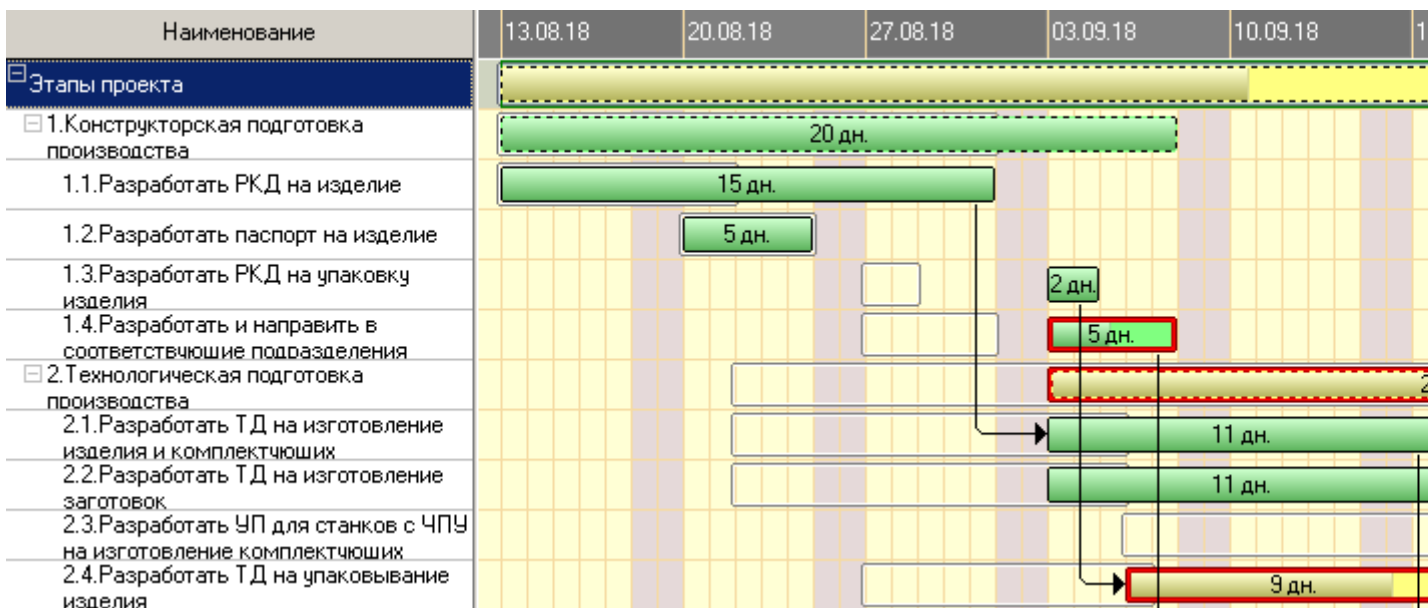 Наименование
13.08.18
20.08.18
27.08.18
03.09.18
10.09.18
1
Этапы проекта
1.Конструкторская подготовка
производства
20 дн.
1.1.Разработать РКД на изделие
15 дн.
1.2.Разработать паспорт на изделие
5 дн.
1.3.Разработать РКД на упаковку
изделия
2 дн.
1.4.Разработать и направить в
соответствующие подразделения
5 дн.
2.Технологическая подготовка
производства
2
2.1.Разработать ТД на изготовление
изделия и комплектующих
11 дн.
2.2.Разработать ТД на изготовление
заготовок
11 дн.
2.3.Разработать УП для станков с ЧПУ
на изготовление комплектующих
2.4.Разработать ТД на упаковывание
изделия
9 дн.